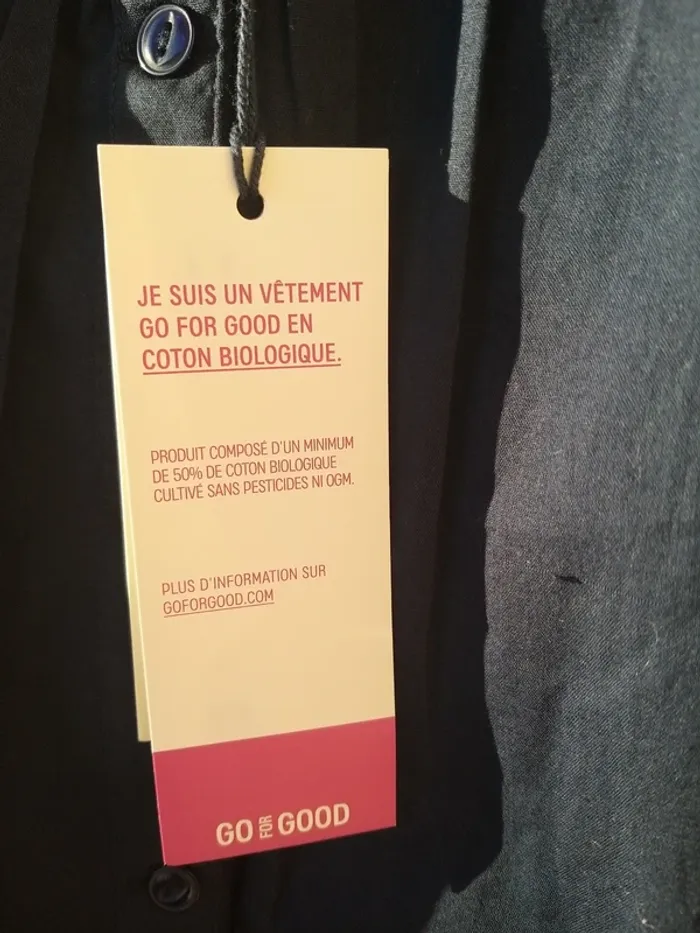 JE SUIS UN VÊTEMENT
GO FOR GOOD EN
COTON BIOLOGIQUE.
PRODUIT COMPOSÉ D'UN MINIMUM
DE 50% DE COTON BIOLOGIQUE
CULTIVÉ SANS PESTICIDES NI OGM.
PLUS D'INFORMATION SUR
GOFORGOOD.COM
GO FOR GOOD